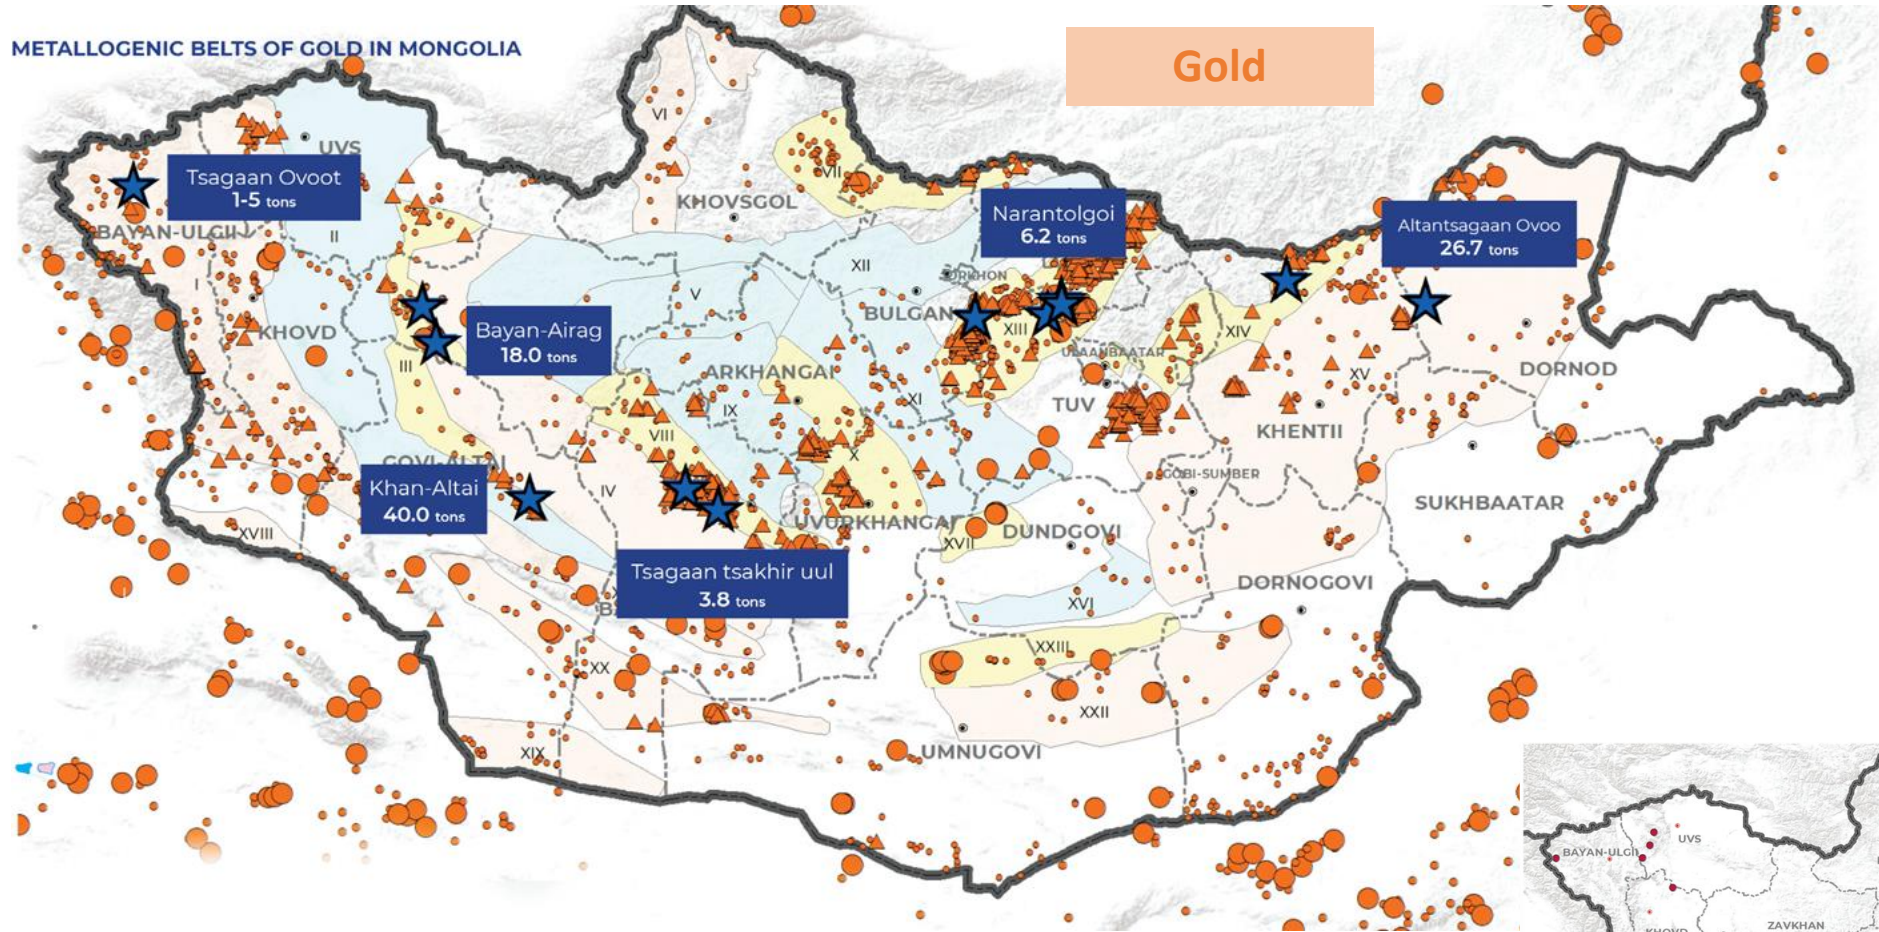 METALLOGENIC BELTS OF GOLD IN MONGOLIA
Gold
UVS
Tsagaan Ovoot
1-5 tons
BAYAN-ULGII
I
II
KHOVD
III
Bayan-Airag
18.0 tons
VI
KHOVSGOL
VII
V
XII
BULGAN
Narantolgoi
6.2 tons
XIII
ULAANBAATAR
XIV
Altantsagaan Ovoo
26.7 tons
ARKHANGAI
IX
XI
TUV
XV
DORNOD
KHENTII
VIII
X
GOVI-ALTAI
Khan-Altai
40.0 tons
IV
UVURKHANGAI
XVII
DUNDGOVI
GOBI-SUMBER
SUKHBAATAR
XVIII
Tsagaan tsakhir uul
3.8 tons
XVI
DORNOGOVI
XX
XXIII
XXII
XIX
UMNUGOVI
BAYAN-ULGII
UVS
ZAVKHAN
KHOVD